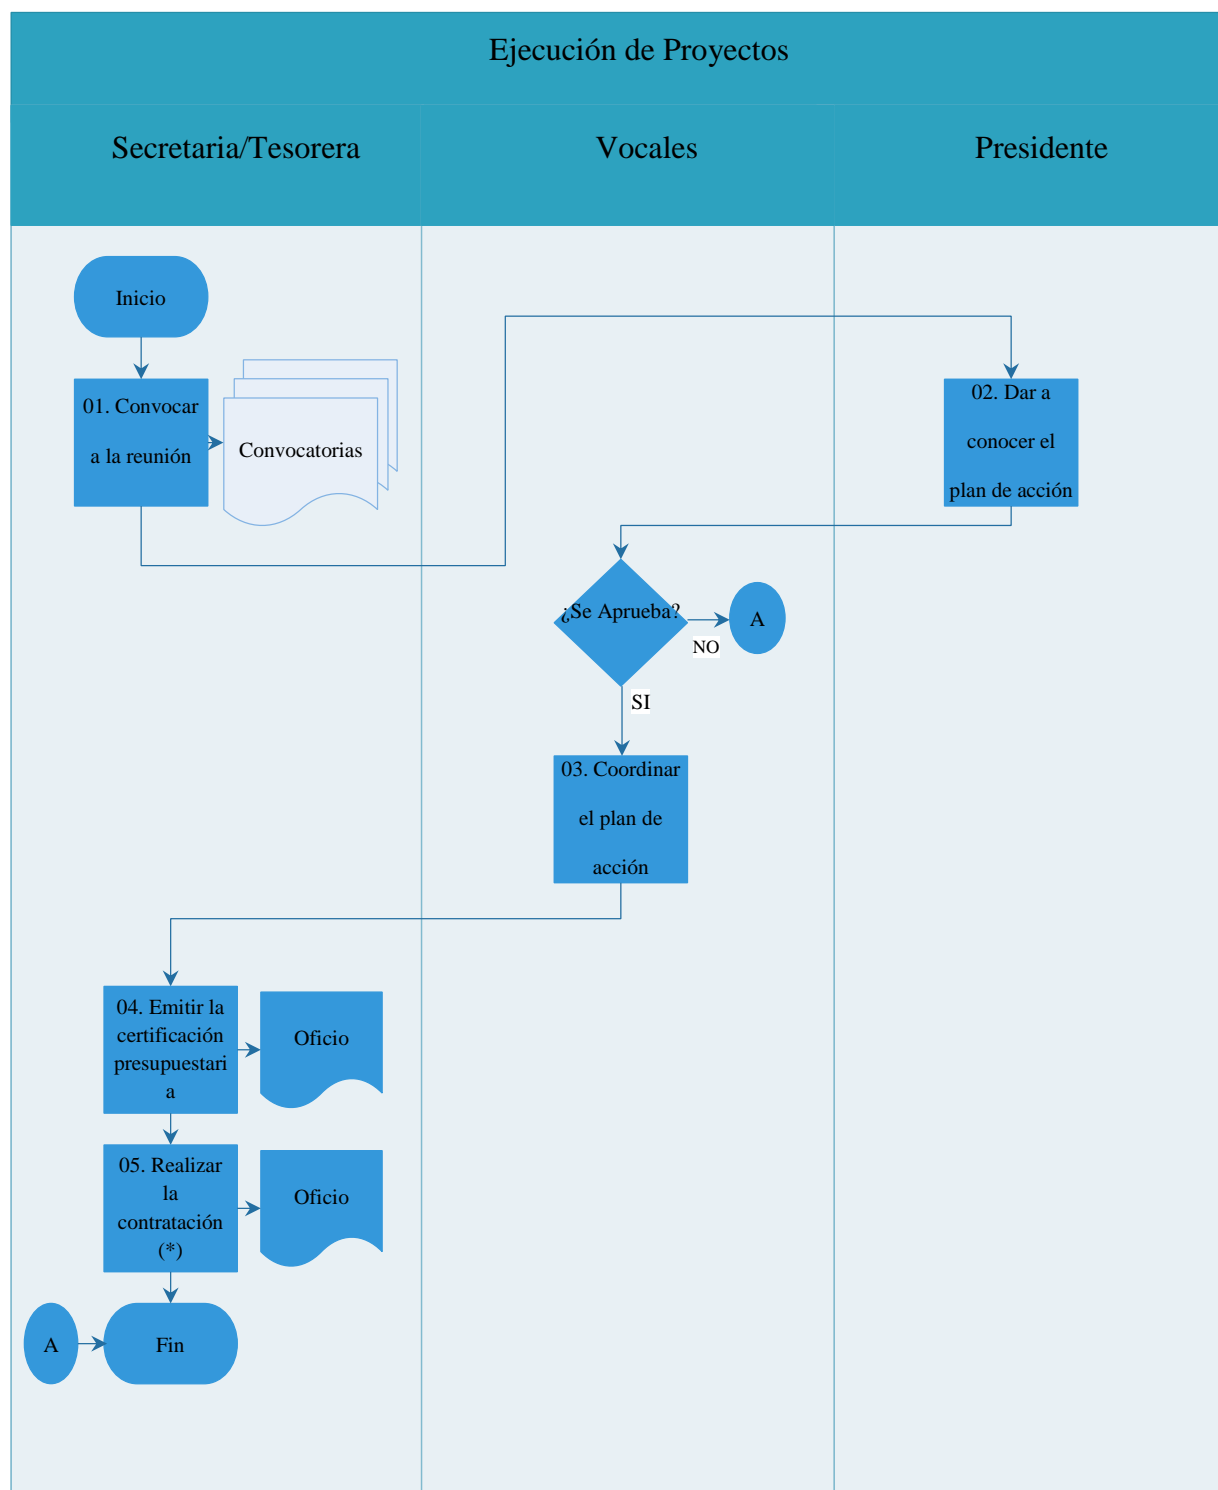 Ejecución de Proyectos
Secretaria/Tesorera
Vocales
Presidente
Inicio
01. Convocar
a la reunión
Convocatorias
02. Dar a
conocer el
plan de acción
¿Se Aprueba?
NO
A
SI
03. Coordinar
el plan de
acción
04. Emitir la
certificación
presupuestari
a
Oficio
05. Realizar
la
contratación
(*)
Oficio
A
Fin